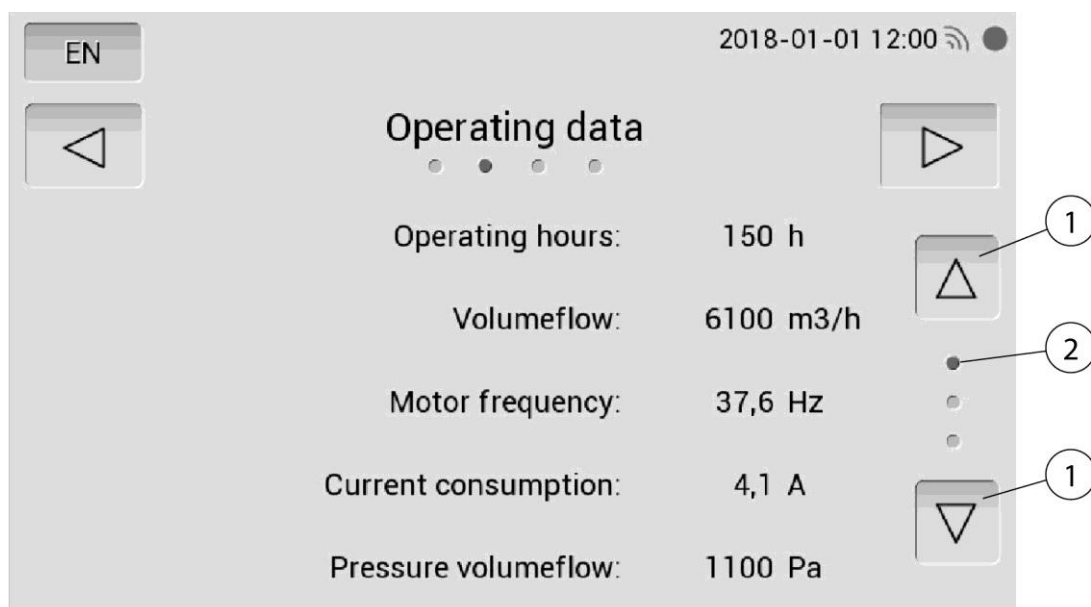 EN
2018-01-01 12:00
Operating data
Operating hours: 150 h
1
Volumeflow: 6100 m3/h
2
Motor frequency: 37,6 Hz
Current consumption: 4,1 A
1
Pressure volumeflow: 1100 Pa